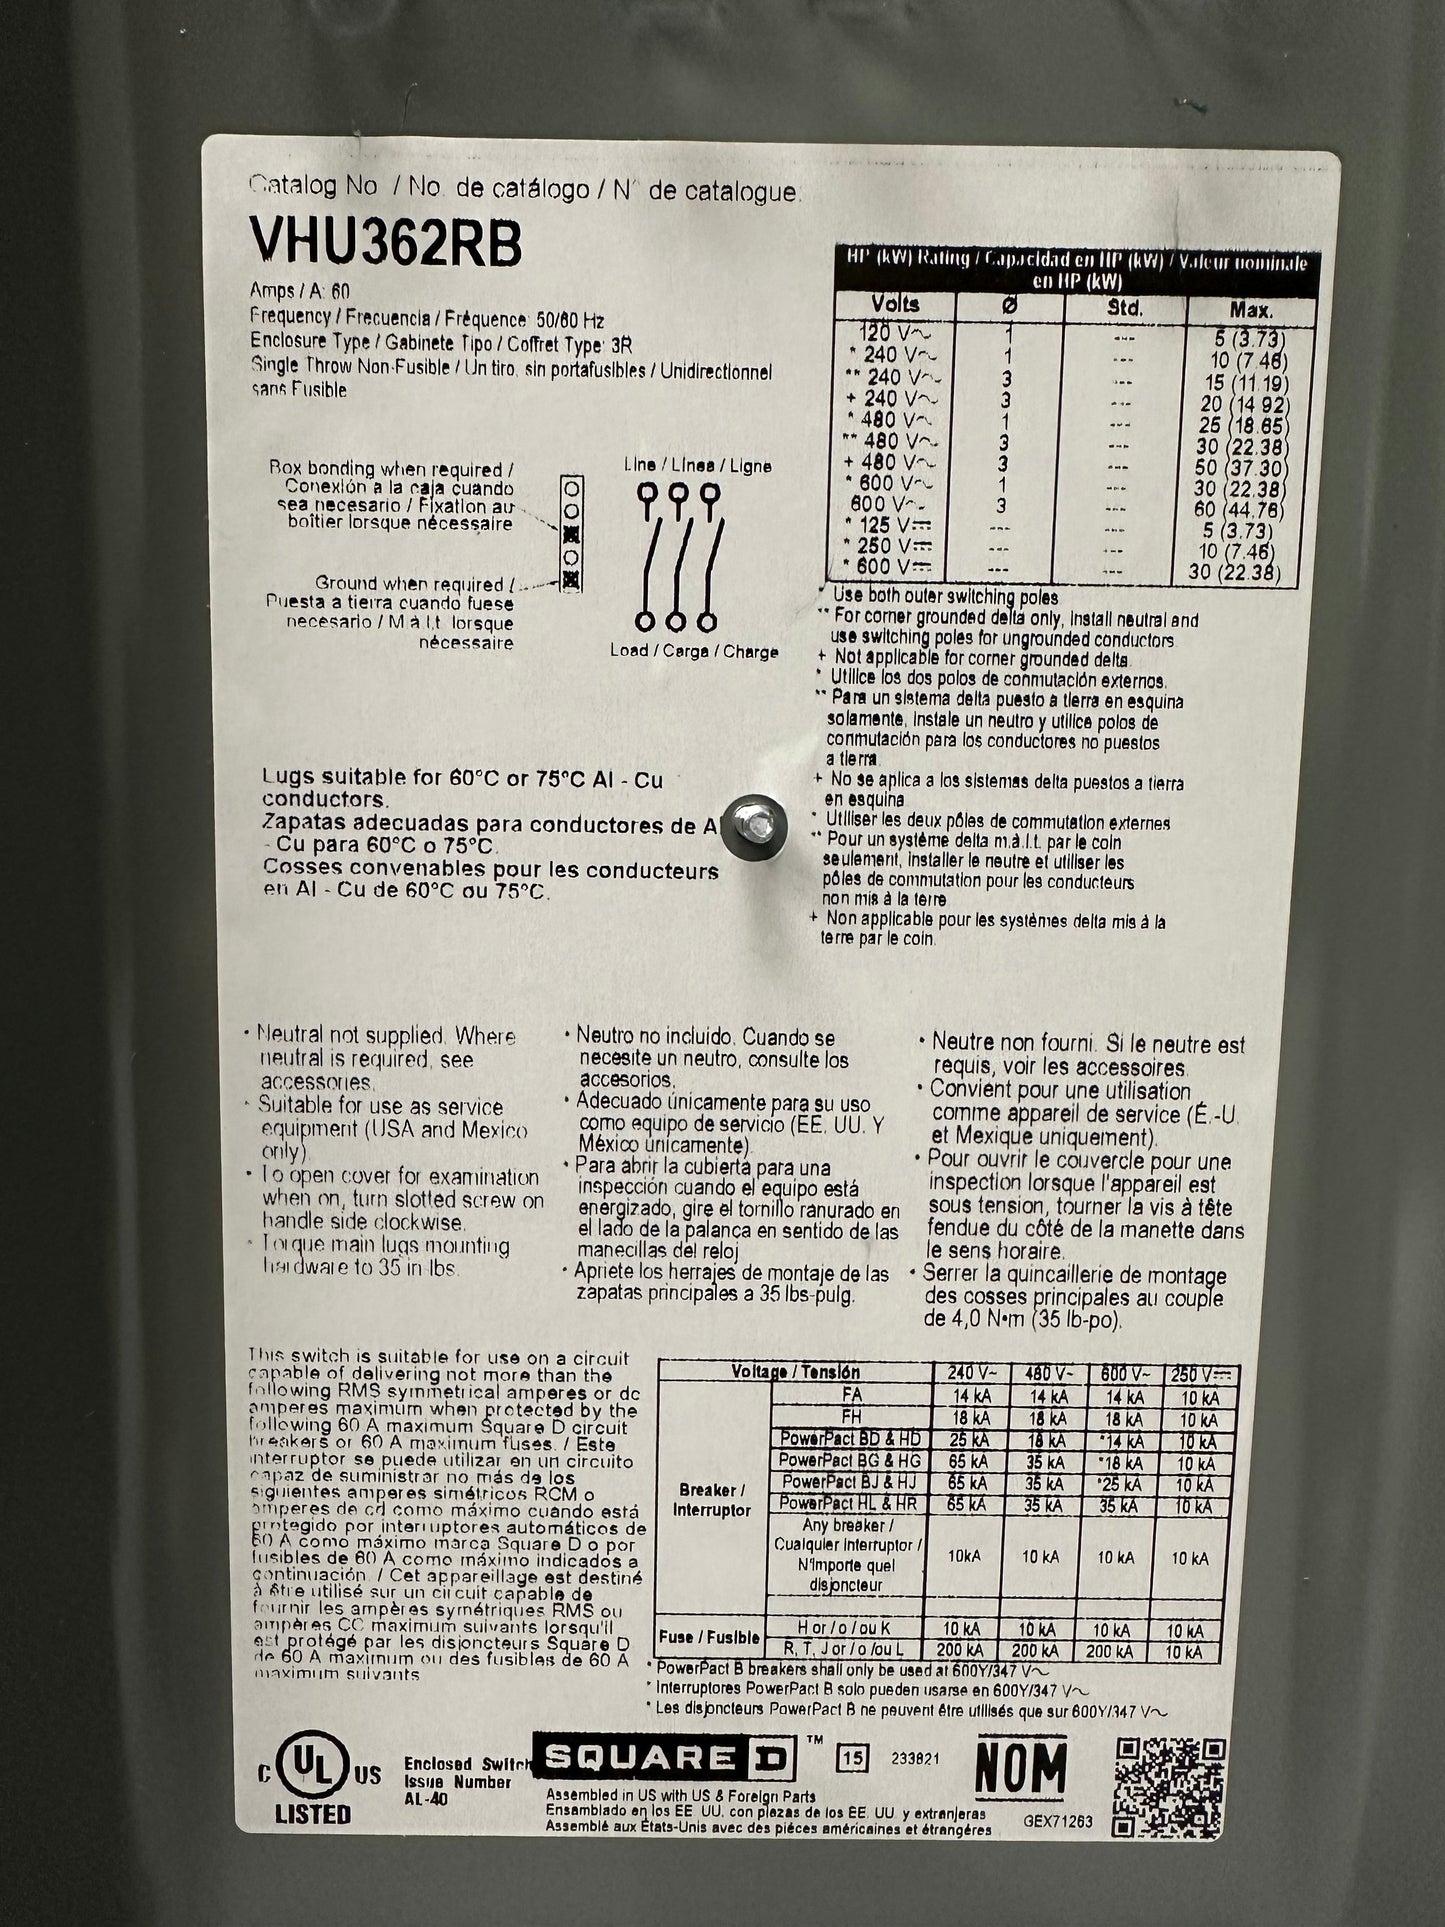 Catalog No / No. de catálogo / N° de catalogue:
VHU362RB
Amps / A: 60
Frequency / Frecuencia / Fréquence: 50/60 Hz
Enclosure Type / Gabinete Tipo / Coffret Type: 3R
Single Throw Non-Fusible / Un tiro, sin portafusibles / Unidirectionnel
sans Fusible
HP (kW) Rating / Capacidad en HP (kW) / Valeur nominale
en HP (kW)
Volts Ø Std. Max.
120 V~ 1 --- 5 (3.73)
* 240 V~ 1 --- 10 (7.46)
** 240 V~ 3 --- 15 (11.19)
+ 240 V~ 3 --- 20 (14.92)
* 480 V~ 1 --- 25 (18.65)
** 480 V~ 3 --- 30 (22.38)
+ 480 V~ 3 --- 50 (37.30)
* 600 V~ 1 --- 30 (22.38)
600 V~ 3 --- 60 (44.76)
* 125 V⎓ --- --- 5 (3.73)
* 250 V⎓ --- --- 10 (7.46)
* 600 V⎓ --- --- 30 (22.38)
Box bonding when required /
Conexión a la caja cuando
sea necesario / Fixation au
boîtier lorsque nécessaire
Ground when required /
Puesta a tierra cuando fuese
necesario / M à l.t. lorsque
nécessaire
Line / Línea / Ligne
Load / Carga / Charge
* Use both outer switching poles
** For corner grounded delta only, install neutral and
use switching poles for ungrounded conductors.
+ Not applicable for corner grounded delta.
* Utilice los dos polos de conmutación externos.
** Para un sistema delta puesto a tierra en esquina
solamente, instale un neutro y utilice polos de
conmutación para los conductores no puestos
a tierra.
+ No se aplica a los sistemas delta puestos a tierra
en esquina
* Utiliser les deux pôles de commutation externes
** Pour un système delta m.à.l.t. par le coin
seulement, installer le neutre et utiliser les
pôles de commutation pour les conducteurs
non mis à la terre
+ Non applicable pour les systèmes delta mis à la
terre par le coin.
Lugs suitable for 60°C or 75°C Al - Cu
conductors.
Zapatas adecuadas para conductores de A
- Cu para 60°C o 75°C.
Cosses convenables pour les conducteurs
en Al - Cu de 60°C ou 75°C.
• Neutral not supplied. Where
neutral is required, see
accessories.
• Suitable for use as service
equipment (USA and Mexico
only).
• To open cover for examination
when on, turn slotted screw on
handle side clockwise.
• Torque main lugs mounting
hardware to 35 in-lbs.
• Neutro no incluido. Cuando se
necesite un neutro, consulte los
accesorios.
• Adecuado únicamente para su uso
como equipo de servicio (EE. UU. Y
México únicamente).
• Para abrir la cubierta para una
inspección cuando el equipo está
energizado, gire el tornillo ranurado en
el lado de la palanca en sentido de las
manecillas del reloj
• Apriete los herrajes de montaje de las
zapatas principales a 35 lbs-pulg.
• Neutre non fourni. Si le neutre est
requis, voir les accessoires.
• Convient pour une utilisation
comme appareil de service (É.-U.
et Mexique uniquement).
• Pour ouvrir le couvercle pour une
inspection lorsque l'appareil est
sous tension, tourner la vis à tête
fendue du côté de la manette dans
le sens horaire.
• Serrer la quincaillerie de montage
des cosses principales au couple
de 4,0 N•m (35 lb-po).
This switch is suitable for use on a circuit
capable of delivering not more than the
following RMS symmetrical amperes or dc
amperes maximum when protected by the
following 60 A maximum Square D circuit
breakers or 60 A maximum fuses. / Este
interruptor se puede utilizar en un circuito
capaz de suministrar no más de los
siguientes amperes simétricos RCM o
amperes de cd como máximo cuando está
protegido por interruptores automáticos de
60 A como máximo marca Square D o por
fusibles de 60 A como máximo indicados a
continuación. / Cet appareillage est destiné
à être utilisé sur un circuit capable de
fournir les ampères symétriques RMS ou
ampères CC maximum suivants lorsqu'il
est protégé par les disjoncteurs Square D
de 60 A maximum ou des fusibles de 60 A
maximum suivants
Voltage / Tensión 240 V~ 480 V~ 600 V~ 250 V⎓
Breaker /
Interruptor
FA 14 kA 14 kA 14 kA 10 kA
FH 18 kA 18 kA 18 kA 10 kA
PowerPact BD & HD 25 kA 18 kA *14 kA 10 kA
PowerPact BG & HG 65 kA 35 kA *18 kA 10 kA
PowerPact BJ & HJ 65 kA 35 kA *25 kA 10 kA
PowerPact HL & HR 65 kA 35 kA 35 kA 10 kA
Any breaker /
Cualquier Interruptor /
N'importe quel
disjoncteur
10kA 10 kA 10 kA 10 kA
Fuse / Fusible
H or / o / ou K 10 kA 10 kA 10 kA 10 kA
R, T, J or / o /ou L 200 kA 200 kA 200 kA 10 kA
* PowerPact B breakers shall only be used at 600Y/347 V~
* Interruptores PowerPact B solo pueden usarse en 600Y/347 V~
* Les disjoncteurs PowerPact B ne peuvent être utilisés que sur 600Y/347 V~
C UL US
LISTED
Enclosed Switch
Issue Number
AL-40
SQUARE D ™
15
233821
NOM
Assembled in US with US & Foreign Parts
Ensamblado en los EE. UU. con piezas de los EE. UU. y extranjeras
Assemblé aux États-Unis avec des pièces américaines et étrangères
GEX71263